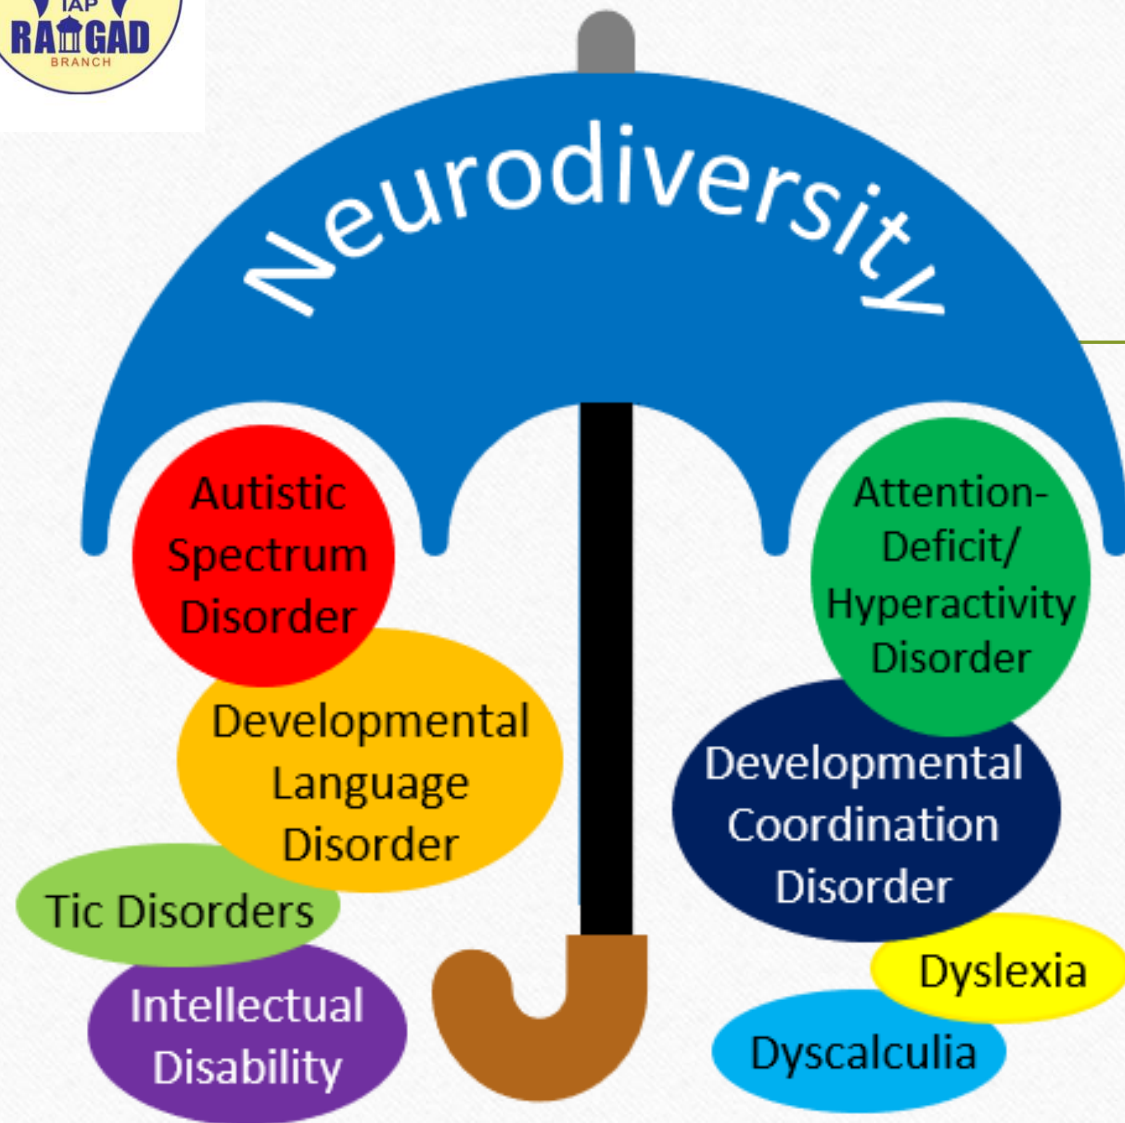 IAP
RAIGAD
BRANCH
Neurodiversity
Autistic
Spectrum
Disorder
Developmental
Language
Disorder
Tic Disorders
Intellectual
Disability
Attention-
Deficit/
Hyperactivity
Disorder
Developmental
Coordination
Disorder
Dyslexia
Dyscalculia